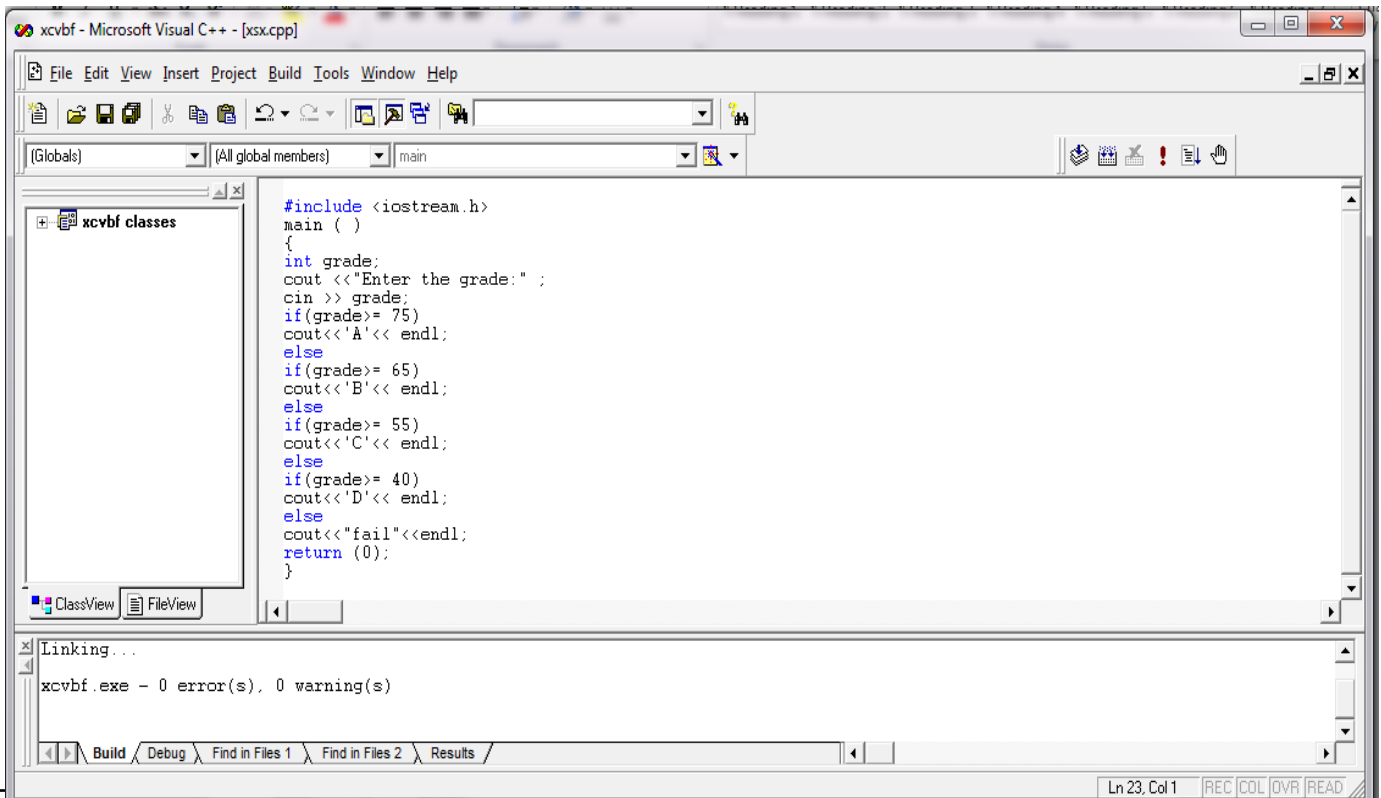 xcvbf - Microsoft Visual C++ - [xsx.cpp]
File Edit View Insert Project Build Tools Window Help
(Globals) (All global members) main
xcvbf classes
#include <iostream.h>
main ( )
{
int grade;
cout <<"Enter the grade:" ;
cin >> grade;
if(grade>= 75)
cout<<'A'<< endl;
else
if(grade>= 65)
cout<<'B'<< endl;
else
if(grade>= 55)
cout<<'C'<< endl;
else
if(grade>= 40)
cout<<'D'<< endl;
else
cout<<"fail"<<endl;
return (0);
}
ClassView FileView
Linking...
xcvbf.exe - 0 error(s), 0 warning(s)
Build Debug Find in Files 1 Find in Files 2 Results
Ln 23, Col 1 REC COL OVR READ